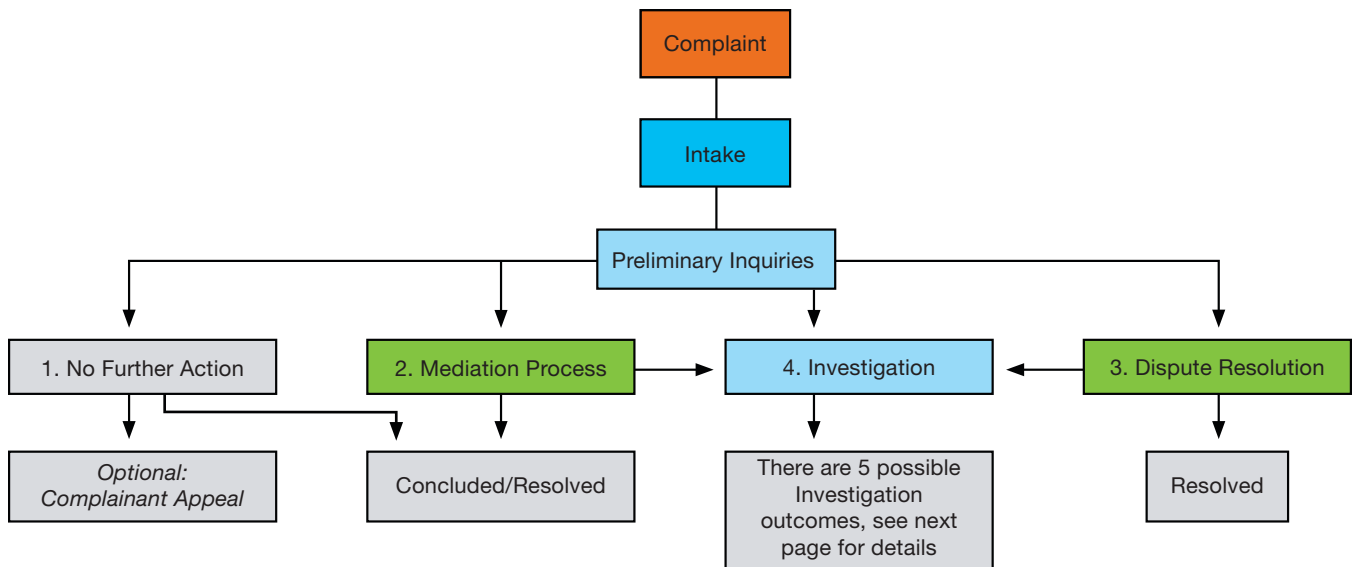 Complaint
Intake
Preliminary Inquiries
1. No Further Action
2. Mediation Process
4. Investigation
3. Dispute Resolution
Optional:
Complainant Appeal
Concluded/Resolved
There are 5 possible
Investigation
outcomes, see next
page for details
Resolved